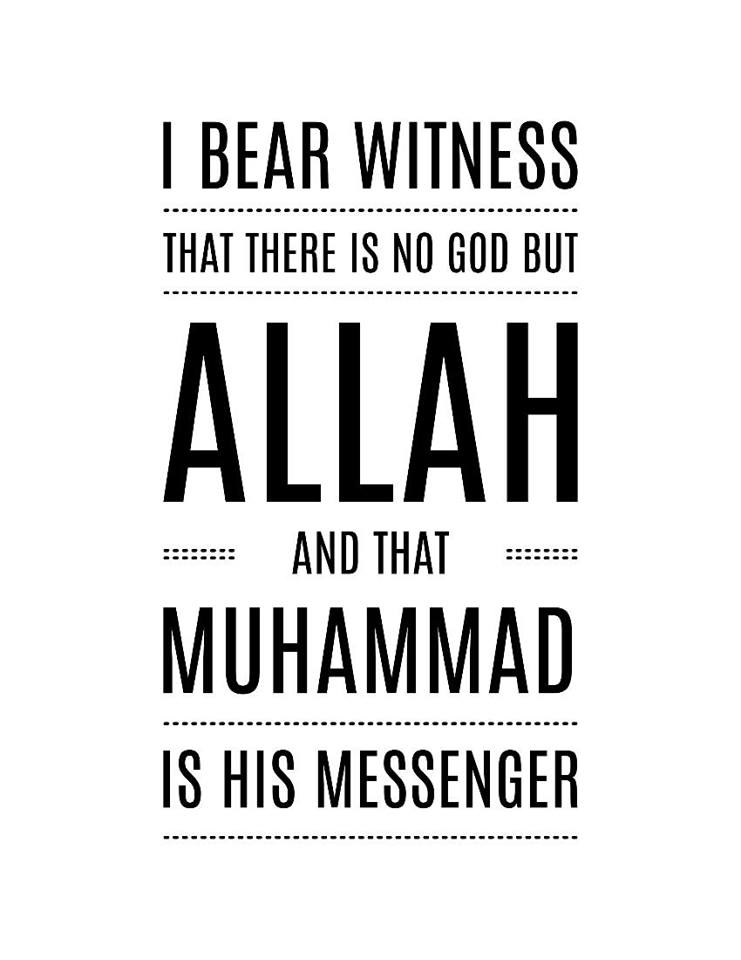 I BEAR WITNESS
THAT THERE IS NO GOD BUT
ALLAH
AND THAT
MUHAMMAD
IS HIS MESSENGER